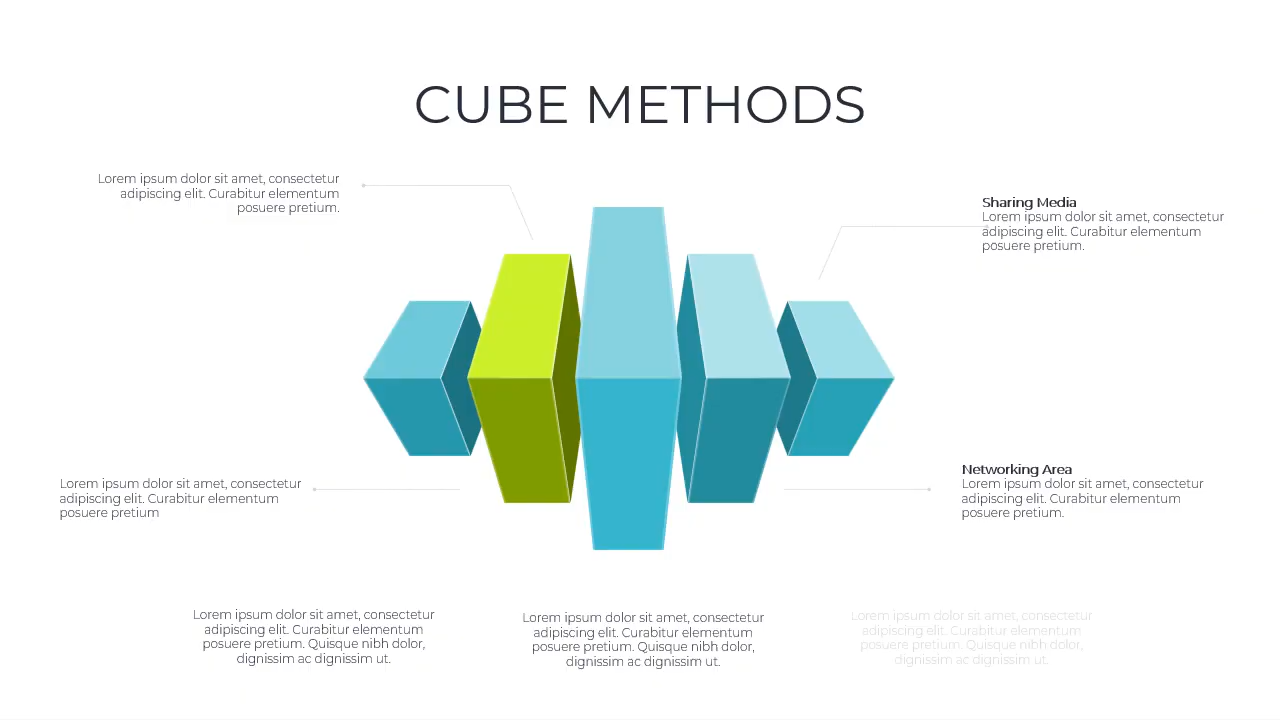 CUBE METHODS
Lorem ipsum dolor sit amet, consectetur
adipiscing elit. Curabitur elementum
posuere pretium.
Sharing Media
Lorem ipsum dolor sit amet, consectetur
adipiscing elit. Curabitur elementum
posuere pretium.
Lorem ipsum dolor sit amet, consectetur
adipiscing elit. Curabitur elementum
posuere pretium
Networking Area
Lorem ipsum dolor sit amet, consectetur
adipiscing elit. Curabitur elementum
posuere pretium.
Lorem ipsum dolor sit amet, consectetur
adipiscing elit. Curabitur elementum
posuere pretium. Quisque nibh dolor,
dignissim ac dignissim ut.
Lorem ipsum dolor sit amet, consectetur
adipiscing elit. Curabitur elementum
posuere pretium. Quisque nibh dolor,
dignissim ac dignissim ut.
Lorem ipsum dolor sit amet, consectetur
adipiscing elit. Curabitur elementum
posuere pretium. Quisque nibh dolor,
dignissim ac dignissim ut.